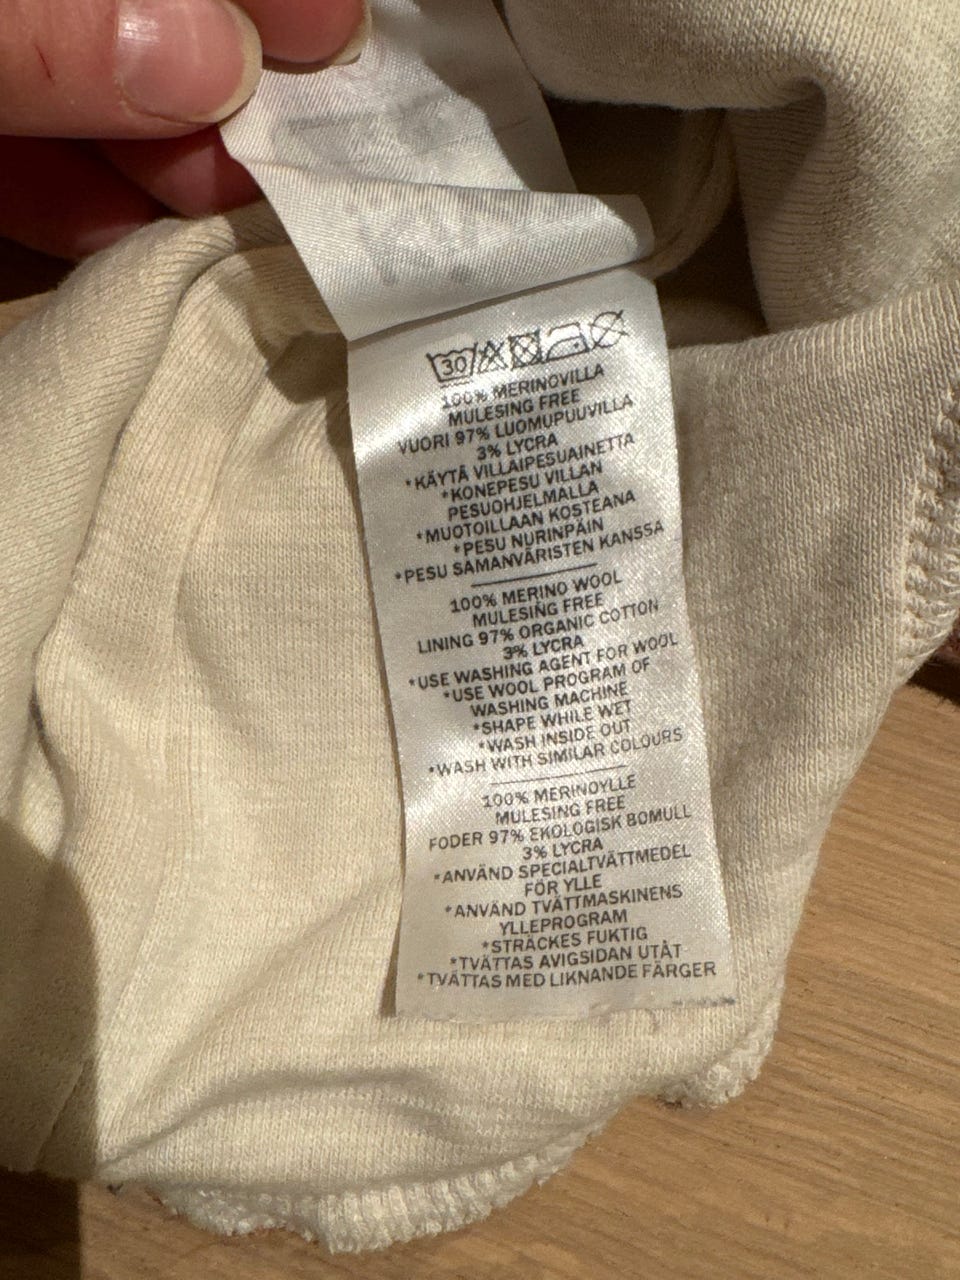 30
100% MERINOVILLA
MULESING FREE
VUORI 97% LUOMUPUUVILLA
3% LYCRA
*KÄYTÄ VILLAIPESUAINETTA
*KONEPESU VILLAN
PESUOHJELMALLA
*MUOTOILLAAN KOSTEANA
*PESU NURINPÄIN
*PESU SAMANVÄRISTEN KANSSA
100% MERINO WOOL
MULESING FREE
LINING 97% ORGANIC COTTON
3% LYCRA
*USE WASHING AGENT FOR WOOL
*USE WOOL PROGRAM OF
WASHING MACHINE
*SHAPE WHILE WET
*WASH INSIDE OUT
*WASH WITH SIMILAR COLOURS
100% MERINOYLLE
MULESING FREE
FODER 97% EKOLOGISK BOMULL
3% LYCRA
*ANVÄND SPECIALTVÄTTMEDEL
FÖR YLLE
*ANVÄND TVÄTTMASKINENS
YLLEPROGRAM
*STRÄCKES FUKTIG
*TVÄTTAS AVIGSIDAN UTÅT
*TVÄTTAS MED LIKNANDE FÄRGER